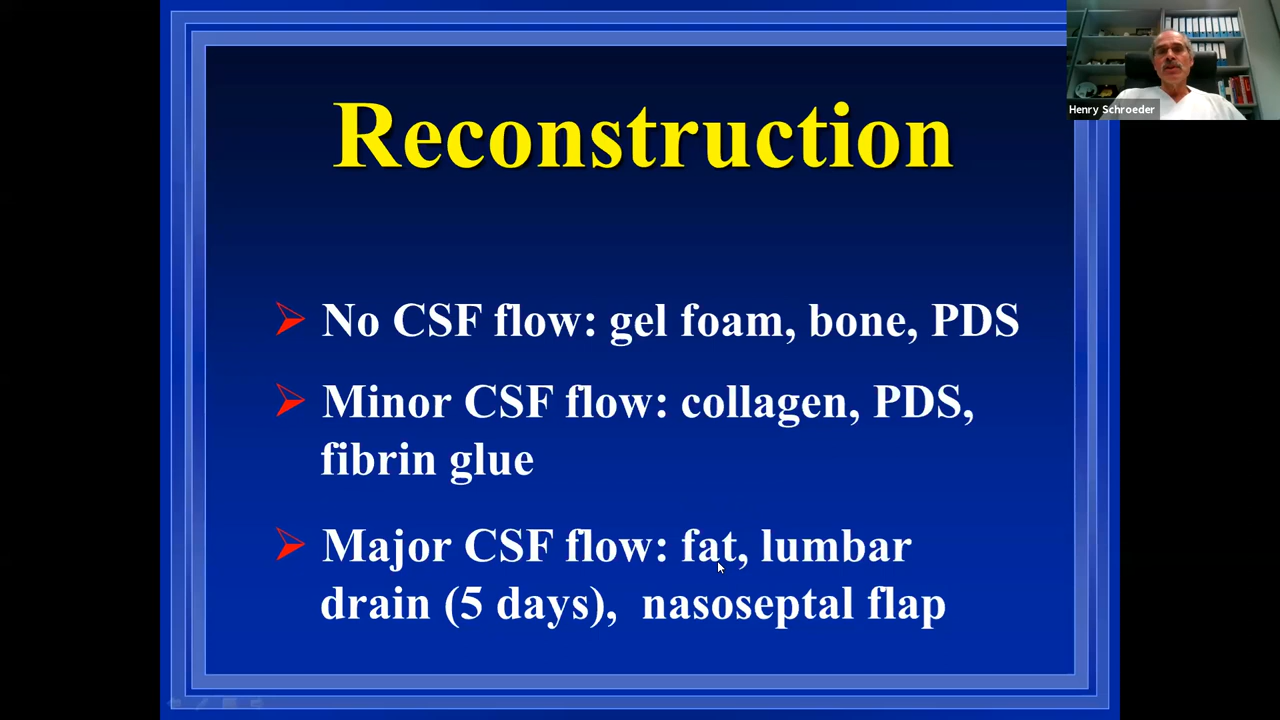 Reconstruction
Henry Schroeder
No CSF flow: gel foam, bone, PDS
Minor CSF flow: collagen, PDS,
fibrin glue
Major CSF flow: fat, lumbar
drain (5 days), nasoseptal flap